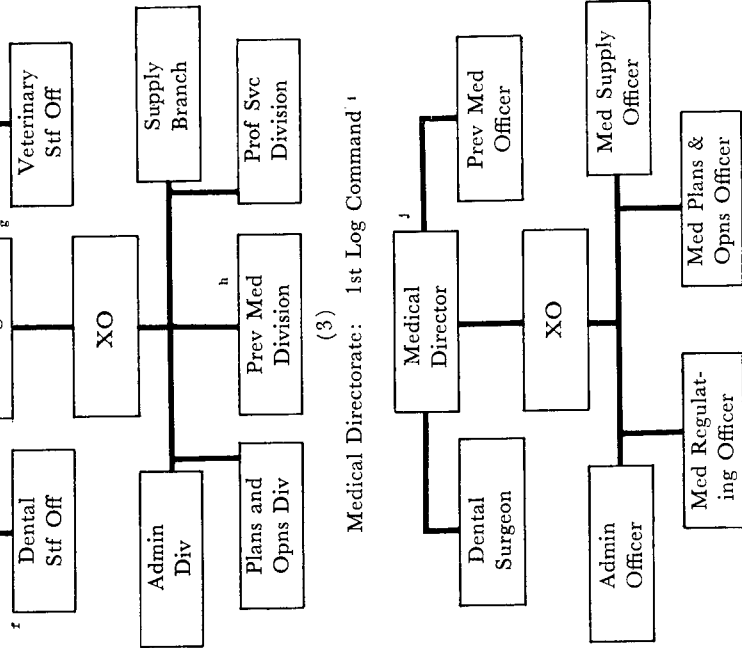 f
Dental
Stf Off
g
Veterinary
Stf Off
XO
Admin
Div
Supply
Branch
Plans and
Opns Div
h
Prev Med
Division
Prof Svc
Division
(3)
Medical Directorate: 1st Log Command i
j
Medical
Director
Dental
Surgeon
Prev Med
Officer
XO
Admin
Officer
Med Supply
Officer
Med Regulat-
ing Officer
Med Plans &
Opns Officer